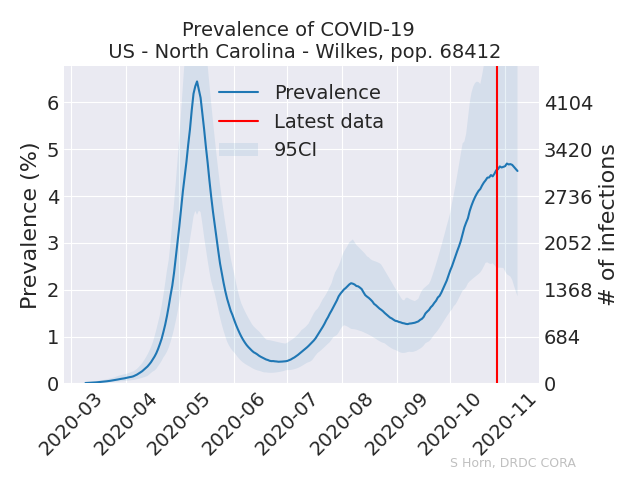 Prevalence of COVID-19
US - North Carolina - Wilkes, pop. 68412
Prevalence
Latest data
95CI
Prevalence (%)
6
5
4
3
2
1
0
4104
3420
2736
2052
1368
684
0
# of infections
2020-03
2020-04
2020-05
2020-06
2020-07
2020-08
2020-09
2020-10
2020-11
S Horn, DRDC CORA